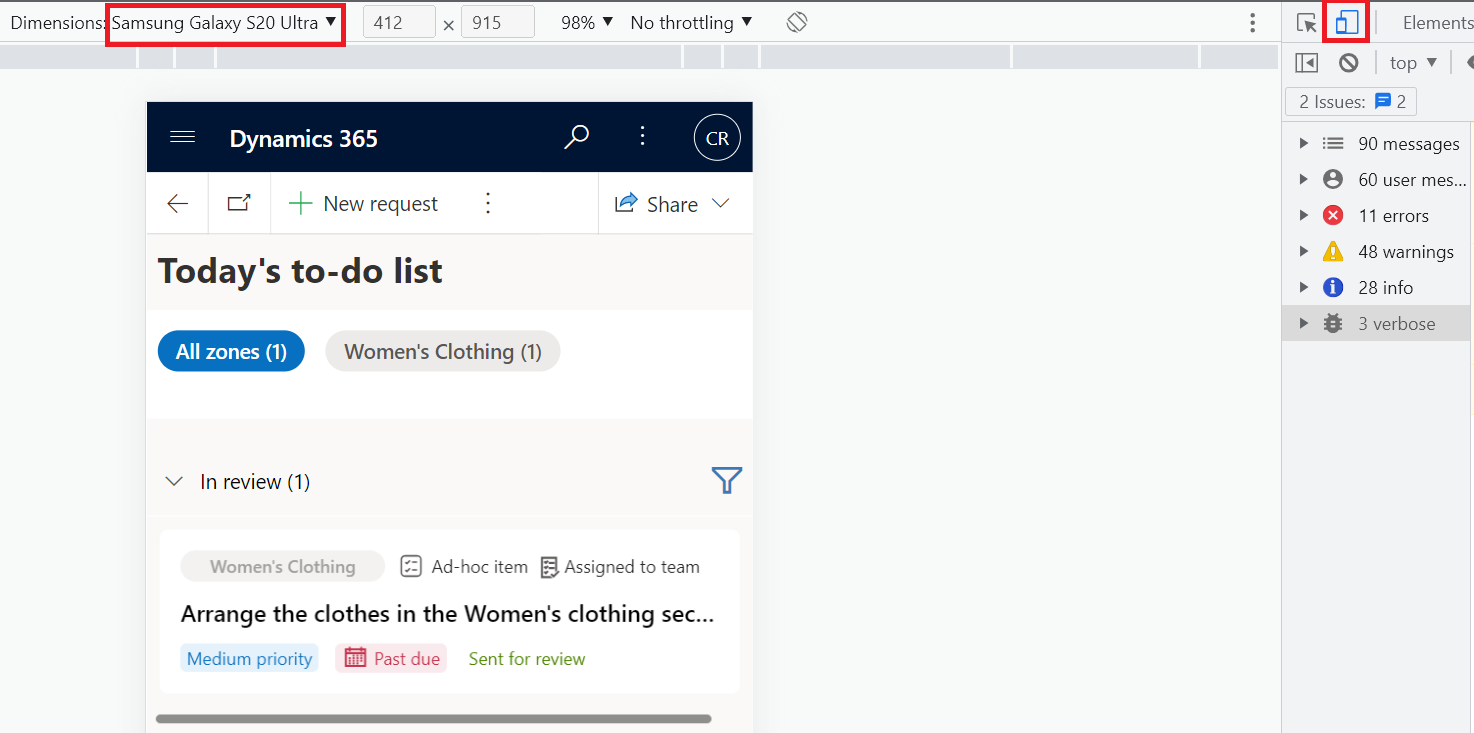 Dimensions: Samsung Galaxy S20 Ultra ▼ 412 × 915 98% ▼ No throttling ▼ Elements
top ▼
2 Issues: 2
Dynamics 365 CR
90 messages
60 user mes...
New request Share
11 errors
48 warnings
Today's to-do list
28 info
3 verbose
All zones (1) Women's Clothing (1)
In review (1)
Women's Clothing Ad-hoc item Assigned to team
Arrange the clothes in the Women's clothing sec...
Medium priority Past due Sent for review